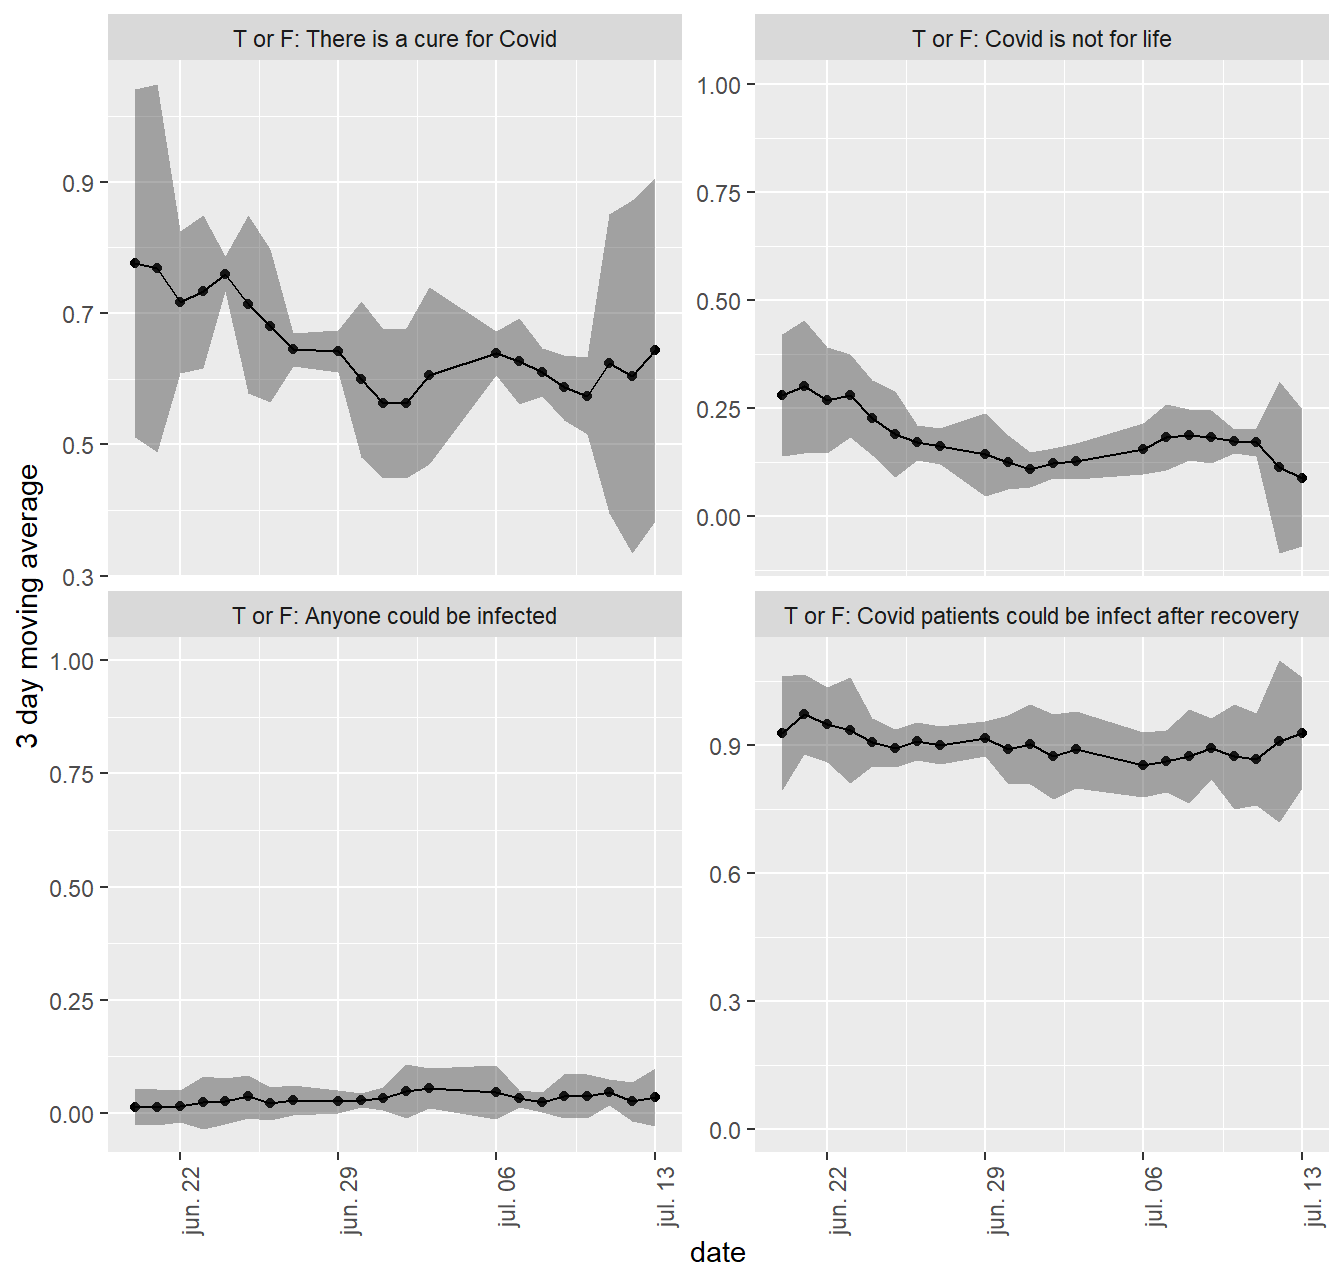 T or F: There is a cure for Covid
T or F: Covid is not for life
0.9
0.7
0.5
0.3
1.00
0.75
0.50
0.25
0.00
T or F: Anyone could be infected
T or F: Covid patients could be infect after recovery
1.00
0.75
0.50
0.25
0.00
0.9
0.6
0.3
0.0
3 day moving average
jun. 22
jun. 29
jul. 06
jul. 13
jun. 22
jun. 29
jul. 06
jul. 13
date